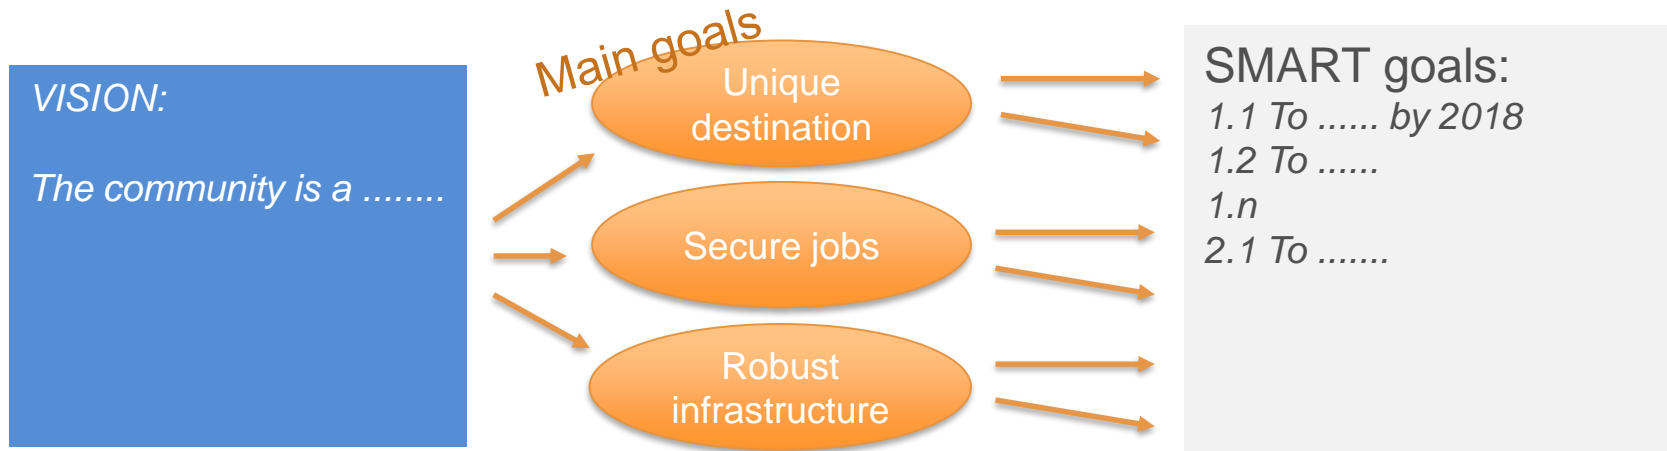 VISION:
The community is a ........
Main goals
Unique
destination
Secure jobs
Robust
infrastructure
SMART goals:
1.1 To ...... by 2018
1.2 To ......
1.n
2.1 To .......